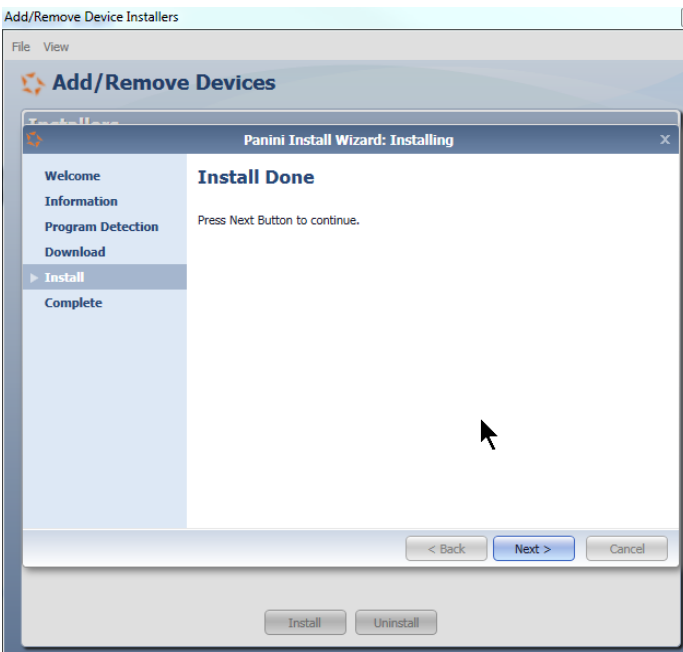 Add/Remove Device Installers
File View
Add/Remove Devices
Installers
Panini Install Wizard: Installing x
Welcome
Information
Program Detection
Download
Install
Complete
Install Done
Press Next Button to continue.
< Back Next > Cancel
Install Uninstall